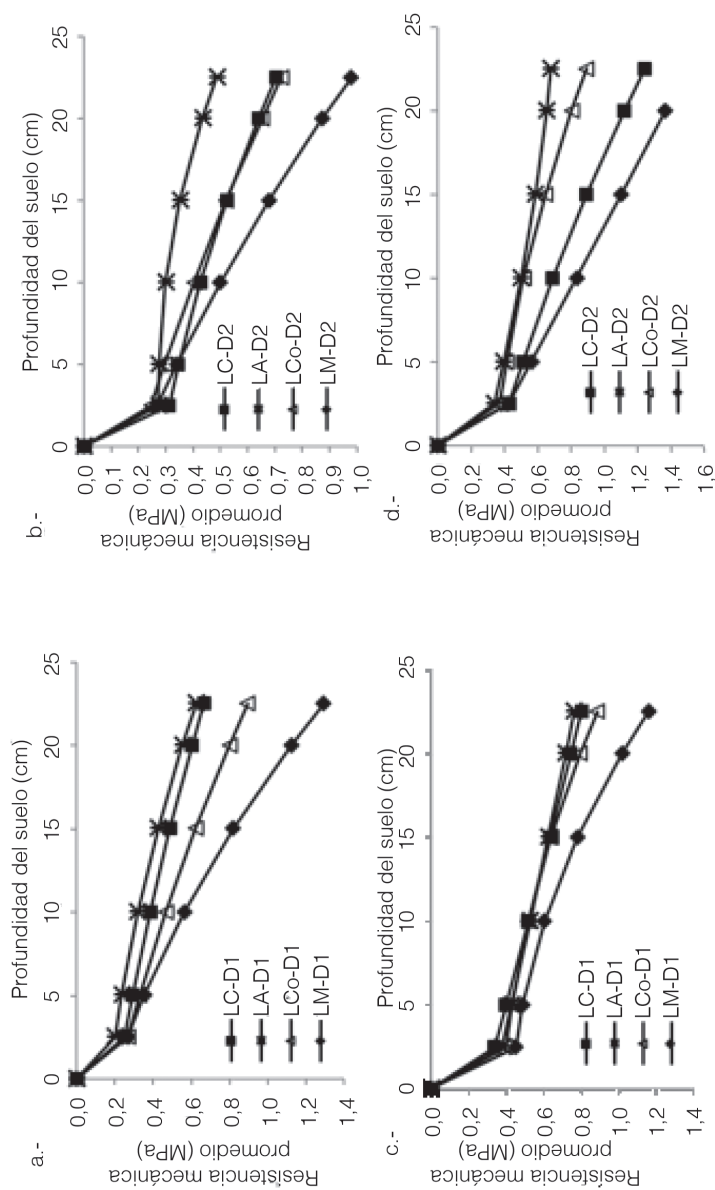 a.-
Resistencia mecánica
promedio (MPa)
0,0
0,2
0,4
0,6
0,8
1,0
1,2
1,4
0 5 10 15 20 25
Profundidad del suelo (cm)
LC-D1
LA-D1
LCo-D1
LM-D1
b.-
Resistencia mecánica
promedio (MPa)
0,0
0,1
0,2
0,3
0,4
0,5
0,6
0,7
0,8
0,9
1,0
0 5 10 15 20 25
Profundidad del suelo (cm)
LC-D2
LA-D2
LCo-D2
LM-D2
c.-
Resistencia mecánica
promedio (MPa)
0,0
0,2
0,4
0,6
0,8
1,0
1,2
1,4
0 5 10 15 20 25
Profundidad del suelo (cm)
LC-D1
LA-D1
LCo-D1
LM-D1
d.-
Resistencia mecánica
promedio (MPa)
0,0
0,2
0,4
0,6
0,8
1,0
1,2
1,4
1,6
0 5 10 15 20 25
Profundidad del suelo (cm)
LC-D2
LA-D2
LCo-D2
LM-D2